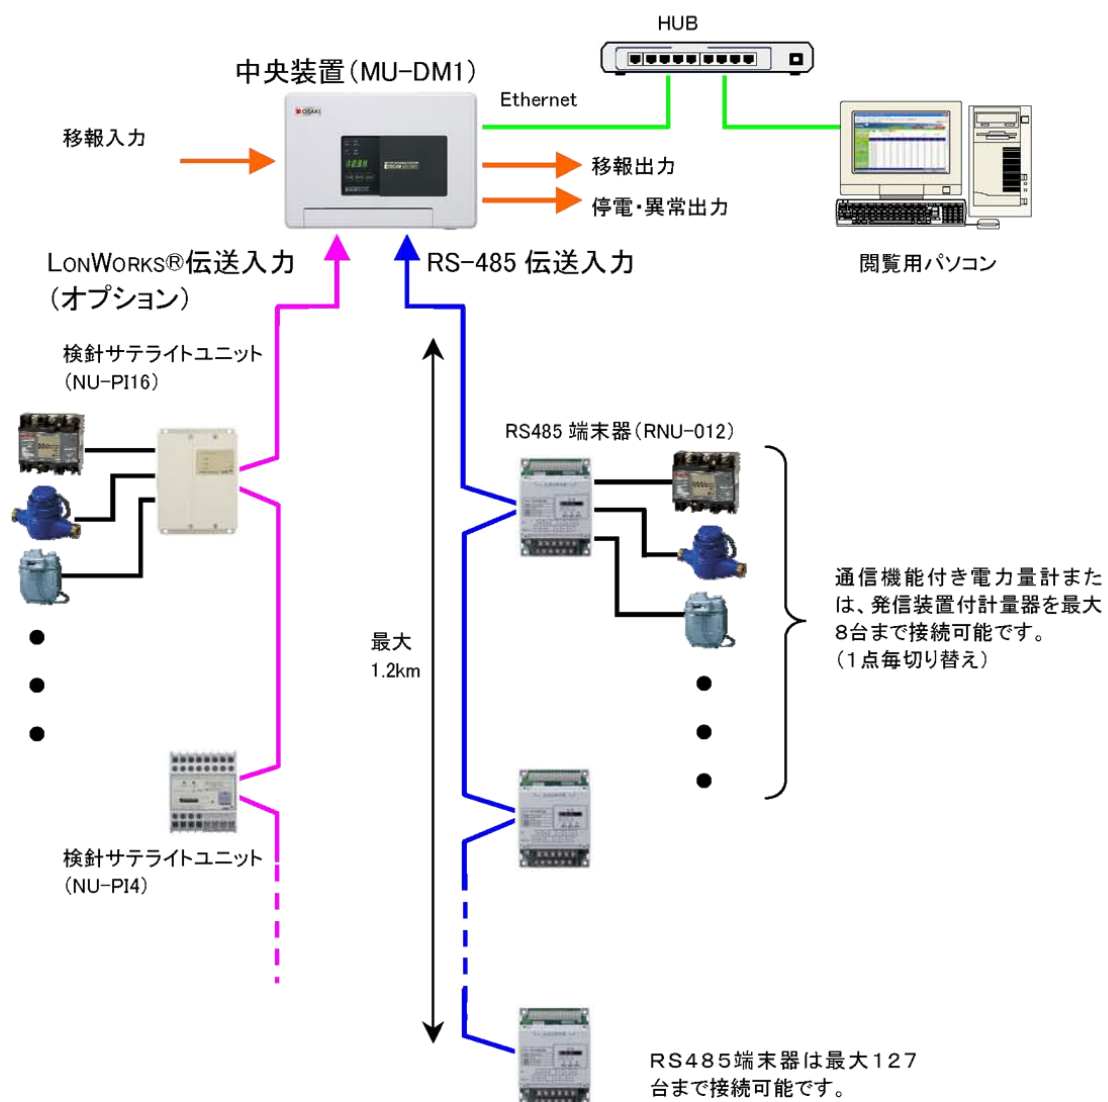 HUB
中央装置(MU-DM1)
OSAKI
Ethernet
移報入力
移報出力
停電・異常出力
LONWORKS®伝送入力
(オプション)
RS-485 伝送入力
閲覧用パソコン
検針サテライトユニット
(NU-PI16)
RS485 端末器(RNU-012)
通信機能付き電力量計また
は、発信装置付計量器を最大
8台まで接続可能です。
(1点毎切り替え)
最大
1.2km
検針サテライトユニット
(NU-PI4)
RS485端末器は最大127
台まで接続可能です。